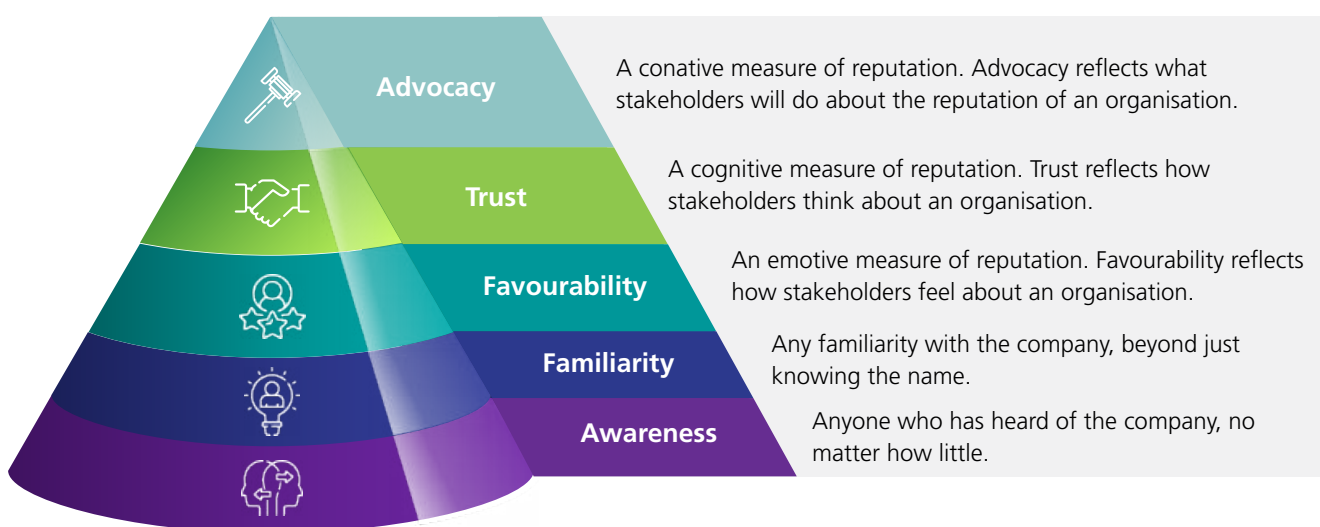 Advocacy
A conative measure of reputation. Advocacy reflects what
stakeholders will do about the reputation of an organisation.
Trust
A cognitive measure of reputation. Trust reflects how
stakeholders think about an organisation.
Favourability
An emotive measure of reputation. Favourability reflects
how stakeholders feel about an organisation.
Familiarity
Any familiarity with the company, beyond just
knowing the name.
Awareness
Anyone who has heard of the company, no
matter how little.